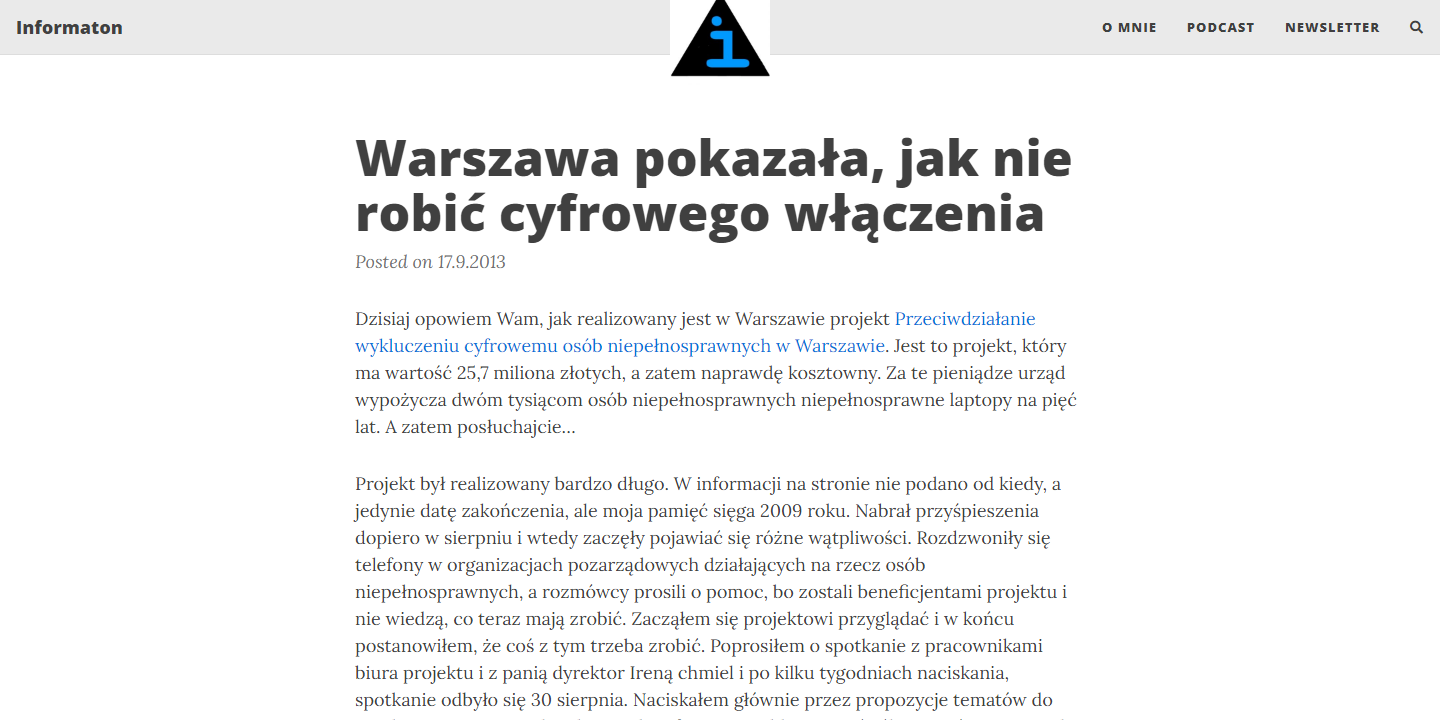 Informaton
i
O MNIE
PODCAST
NEWSLETTER
Warszawa pokazała, jak nie
robić cyfrowego włączenia
Posted on 17.9.2013
Dzisiaj opowiem Wam, jak realizowany jest w Warszawie projekt Przeciwdziałanie
wykluczeniu cyfrowemu osób niepełnosprawnych w Warszawie. Jest to projekt, który
ma wartość 25,7 miliona złotych, a zatem naprawdę kosztowny. Za te pieniądze urząd
wypożycza dwóm tysiącom osób niepełnosprawnych niepełnosprawne laptopy na pięć
lat. A zatem posłuchajcie…
Projekt był realizowany bardzo długo. W informacji na stronie nie podano od kiedy, a
jedynie datę zakończenia, ale moja pamięć sięga 2009 roku. Nabrał przyśpieszenia
dopiero w sierpniu i wtedy zaczęły pojawiać się różne wątpliwości. Rozdzwoniły się
telefony w organizacjach pozarządowych działających na rzecz osób
niepełnosprawnych, a rozmówcy prosili o pomoc, bo zostali beneficjentami projektu i
nie wiedzą, co teraz mają zrobić. Zacząłem się projektowi przyglądać i w końcu
postanowiłem, że coś z tym trzeba zrobić. Poprosiłem o spotkanie z pracownikami
biura projektu i z panią dyrektor Ireną chmiel i po kilku tygodniach naciskania,
spotkanie odbyło się 30 sierpnia. Naciskałem głównie przez propozycje tematów do